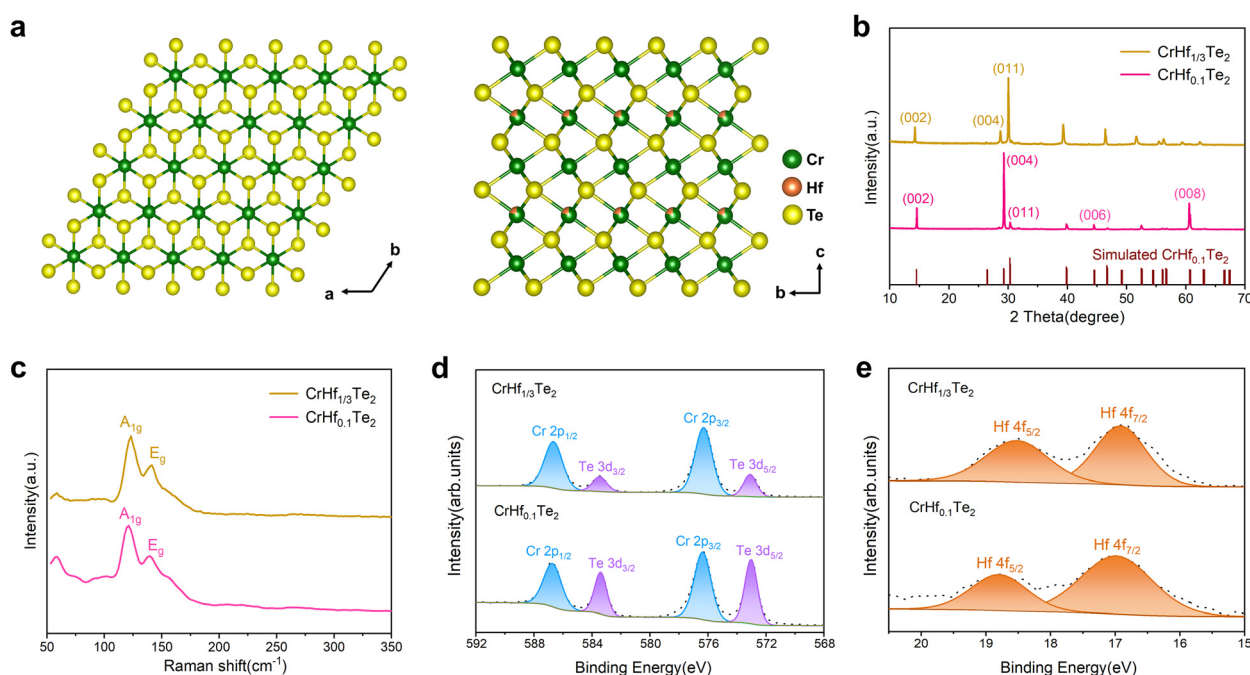 a
Cr
Hf
Te
b
a
c
b
b
CrHf1/3Te2
CrHf0.1Te2
(011)
(002)
(004)
(004)
(002)
(011)
(006)
(008)
Simulated CrHf0.1Te2
Intensity(a.u.)
10 20 30 40 50 60 70
2 Theta(degree)
c
CrHf1/3Te2
CrHf0.1Te2
A1g
Eg
A1g
Eg
Intensity(a.u.)
50 100 150 200 250 300 350
Raman shift(cm-1)
d
CrHf1/3Te2
Cr 2p1/2
Te 3d3/2
Cr 2p3/2
Te 3d5/2
CrHf0.1Te2
Cr 2p1/2
Te 3d3/2
Cr 2p3/2
Te 3d5/2
Intensity(arb.units)
592 588 584 580 576 572 568
Binding Energy(eV)
e
CrHf1/3Te2
Hf 4f5/2
Hf 4f7/2
CrHf0.1Te2
Hf 4f5/2
Hf 4f7/2
Intensity(arb.units)
20 19 18 17 16 15
Binding Energy(eV)